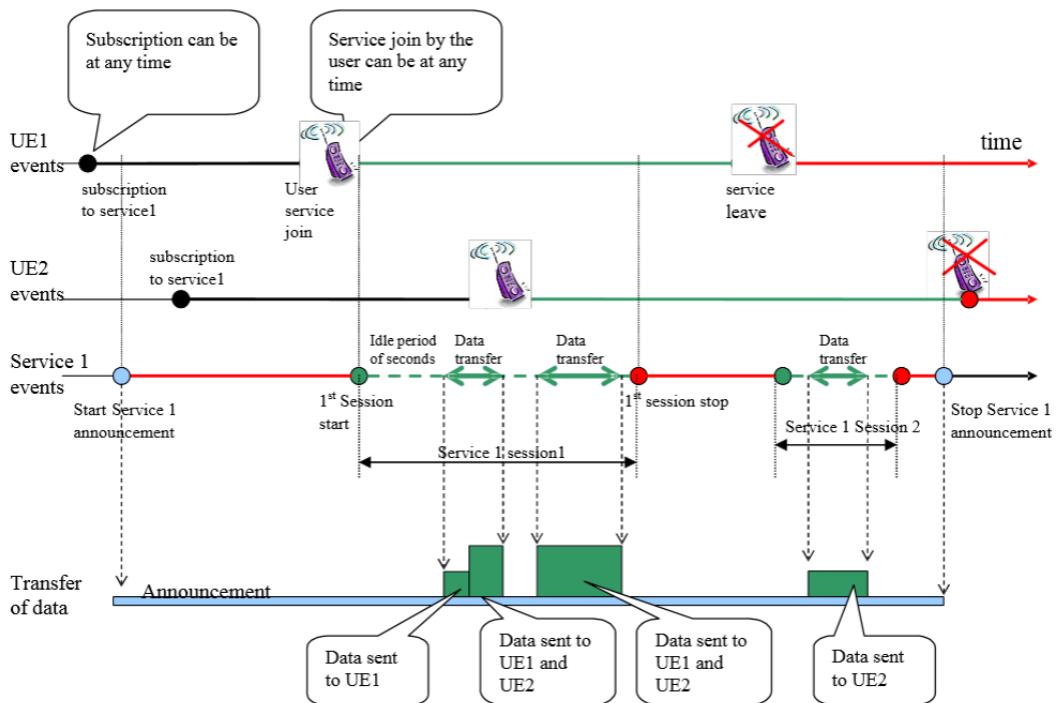 Subscription can be
at any time
Service join by the
user can be at any
time
UE1
events
time
subscription
to service1
User
service
join
service
leave
UE2
events
subscription
to service1
Service 1
events
Idle period
of seconds
Data
transfer
Data
transfer
Data
transfer
Start Service 1
announcement
1st Session
start
1st session stop
Stop Service 1
announcement
Service 1 session1
Service 1 Session 2
Transfer
of data
Announcement
Data sent
to UE1
Data sent to
UE1 and
UE2
Data sent to
UE1 and
UE2
Data sent
to UE2